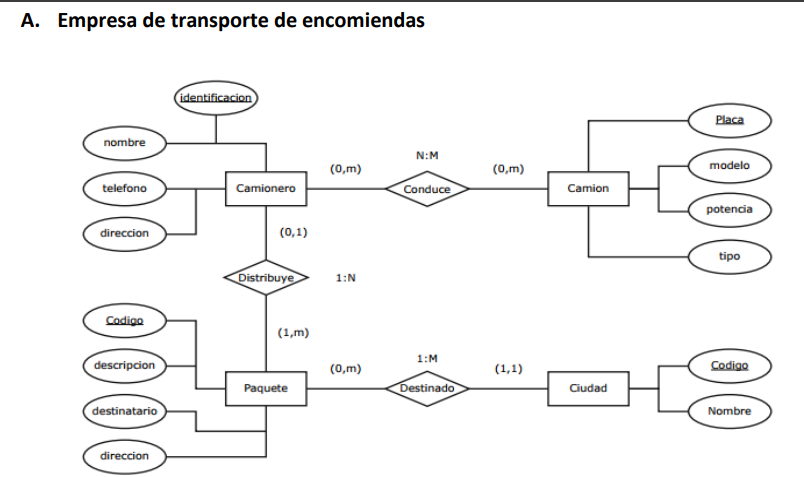 A. Empresa de transporte de encomiendas
identificacion
nombre
telefono
direccion
Camionero
(0,m)
N:M
Conduce
(0,m)
Camion
Placa
modelo
potencia
tipo
(0,1)
Distribuye
1:N
(1,m)
Codigo
descripcion
destinatario
direccion
Paquete
(0,m)
1:M
Destinado
(1,1)
Ciudad
Codigo
Nombre